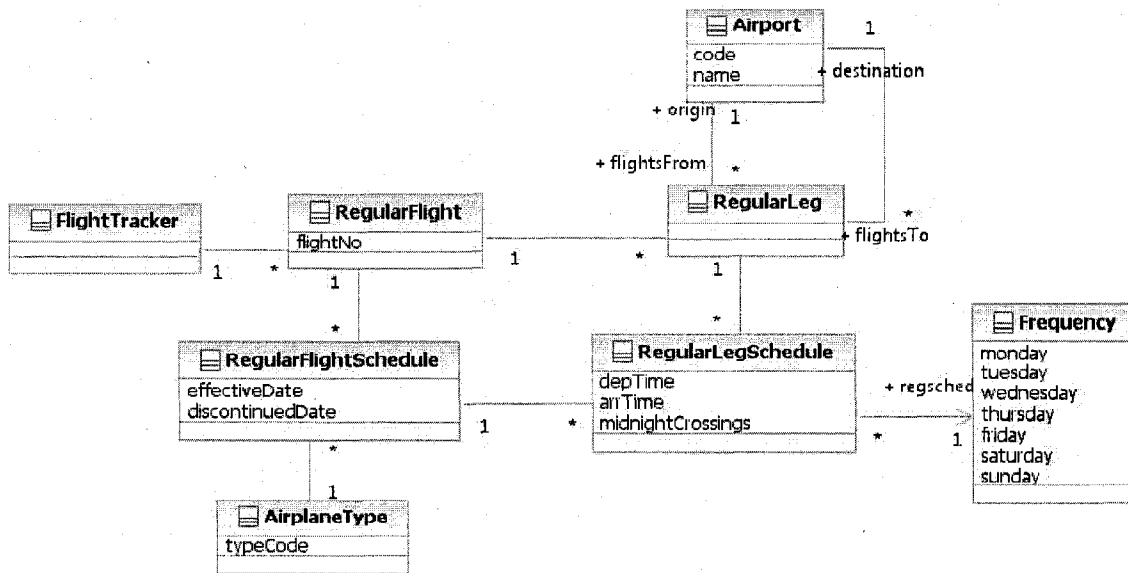 Airport
code
name
1
+ destination
+ origin
1
+ flightsFrom
*
RegularLeg
*
+ flightsTo
FlightTracker
RegularFlight
flightNo
1
*
1
*
1
1
*
*
RegularFlightSchedule
effectiveDate
discontinuedDate
RegularLegSchedule
depTime
arrTime
midnightCrossings
1
*
+ regsched
*
1
Frequency
monday
tuesday
wednesday
thursday
friday
saturday
sunday
*
1
AirplaneType
typeCode